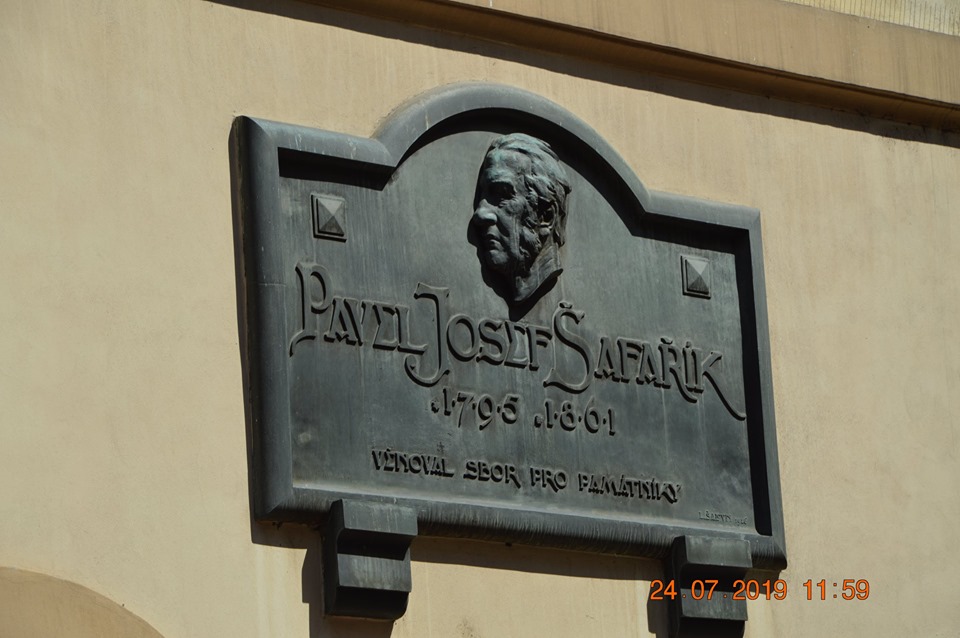 PAVEL JOSEF ŠAFAŘÍK
.1.7.9.5 .1.8.6.1
VĚNOVAL SBOR PRO PAMÁTNÍKY
24.07.2019 11:59